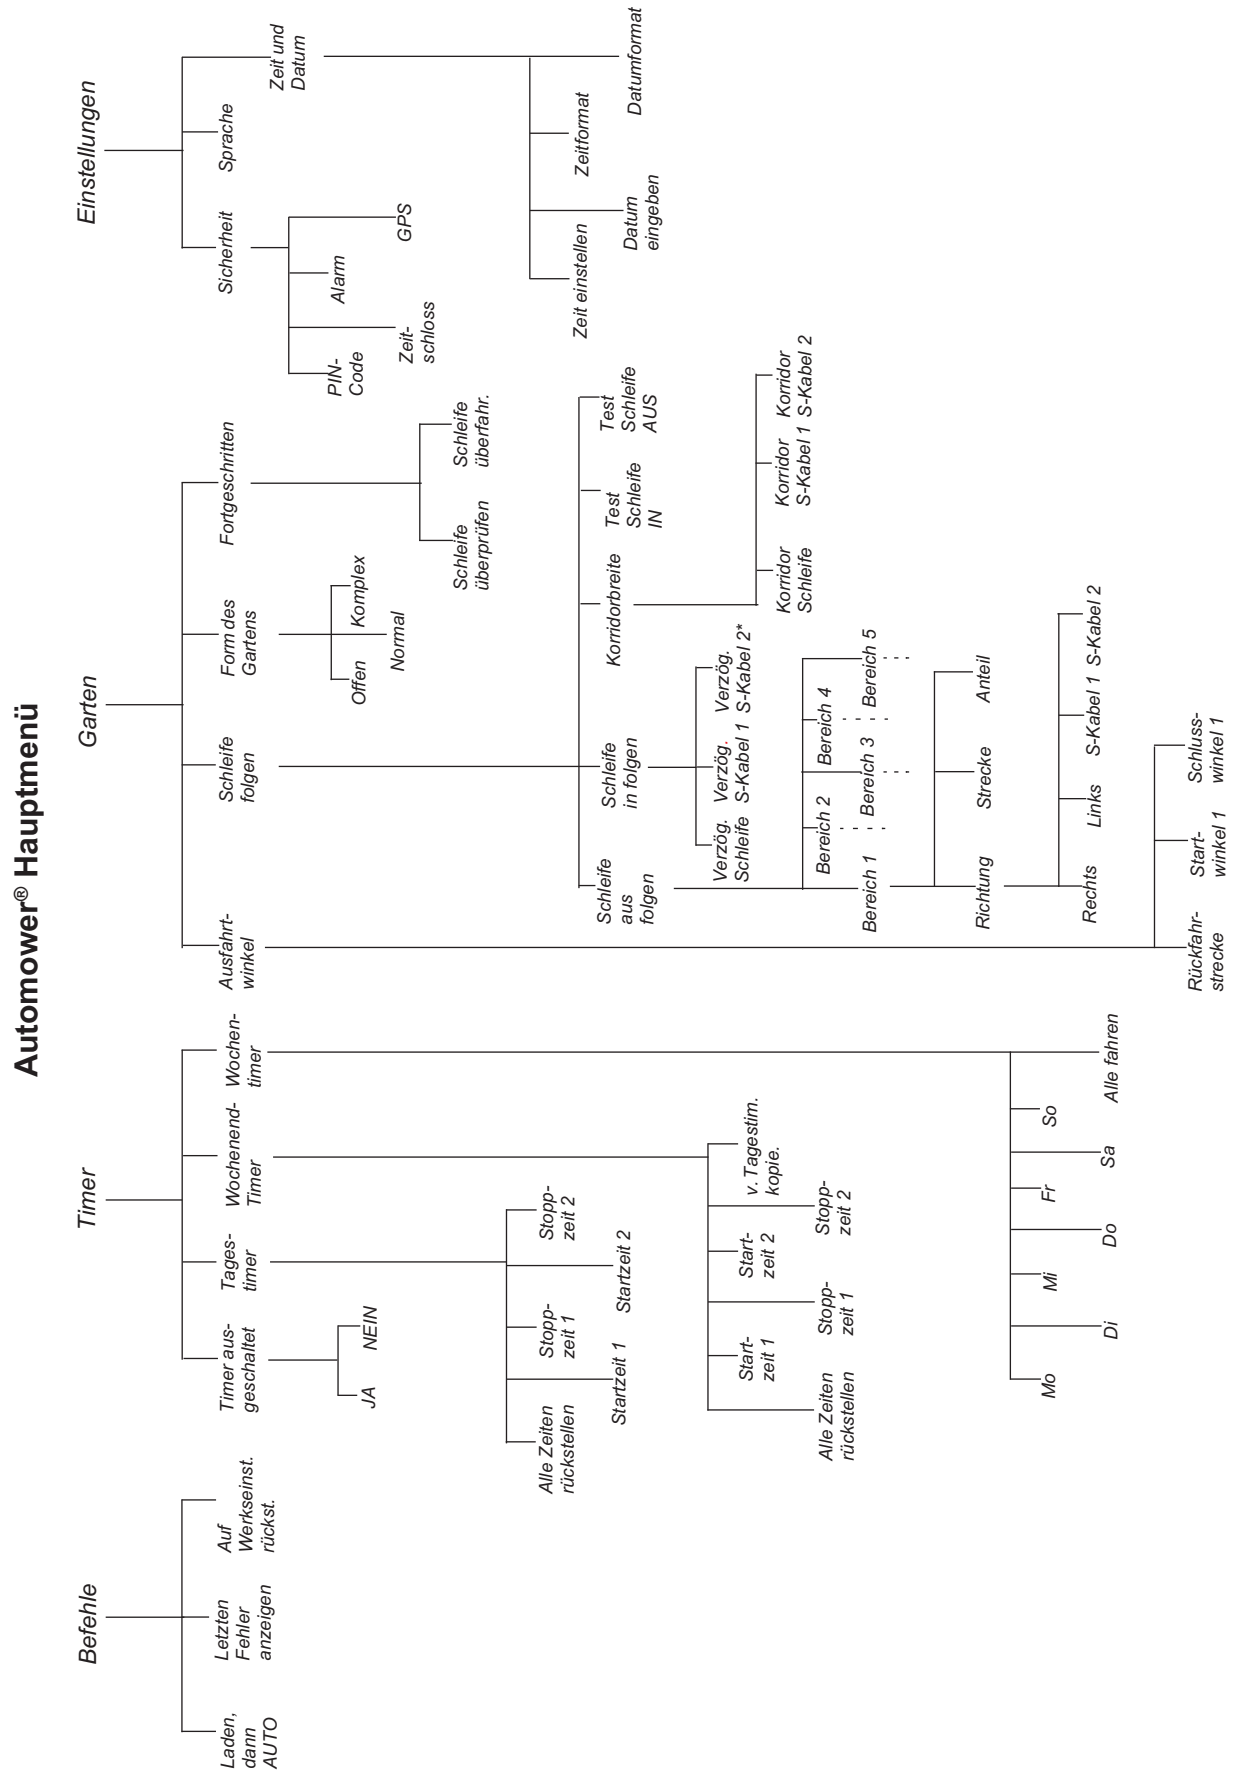 Automower® Hauptmenü
Befehle
Laden,
dann
AUTO
Letzten
Fehler
anzeigen
Auf
Werkseinst.
rückst.
Timer
Timer aus-
geschaltet
JA
NEIN
Tages-
timer
Alle Zeiten
rückstellen
Startzeit 1
Stopp-
zeit 1
Startzeit 2
Stopp-
zeit 2
Wochenend-
Timer
Alle Zeiten
rückstellen
Start-
zeit 1
Stopp-
zeit 1
Start-
zeit 2
Stopp-
zeit 2
v. Tagestim.
kopie.
Wochen-
timer
Mo
Di
Mi
Do
Fr
Sa
So
Alle fahren
Garten
Ausfahrt-
winkel
Rückfahr-
strecke
Start-
winkel 1
Schluss-
winkel 1
Schleife
folgen
Schleife
aus
folgen
Bereich 1
Bereich 2
Bereich 3
Bereich 4
Bereich 5
Richtung
Strecke
Anteil
Rechts
Links
S-Kabel 1
S-Kabel 2
Schleife
in folgen
Verzög.
Schleife
Verzög.
S-Kabel 1
Verzög.
S-Kabel 2*
Korridorbreite
Korridor
Schleife
Korridor
S-Kabel 1
Korridor
S-Kabel 2
Test
Schleife
IN
Test
Schleife
AUS
Form des
Gartens
Offen
Normal
Komplex
Fortgeschritten
Schleife
überprüfen
Schleife
überfahr.
Einstellungen
Sicherheit
PIN-
Code
Zeit-
schloss
Alarm
GPS
Sprache
Zeit und
Datum
Zeit einstellen
Datum
eingeben
Zeitformat
Datumformat